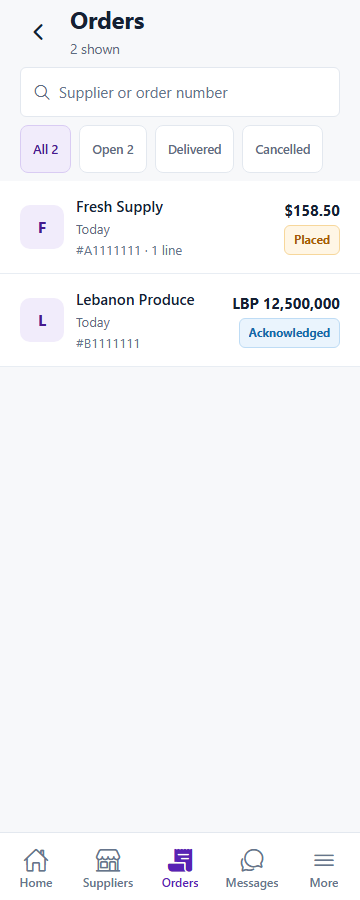 Orders
2 shown
Supplier or order number
All 2
Open 2
Delivered
Cancelled
F
Fresh Supply
$158.50
Today
Placed
#A1111111 · 1 line
L
Lebanon Produce
LBP 12,500,000
Today
Acknowledged
#B1111111
Home
Suppliers
Orders
Messages
More